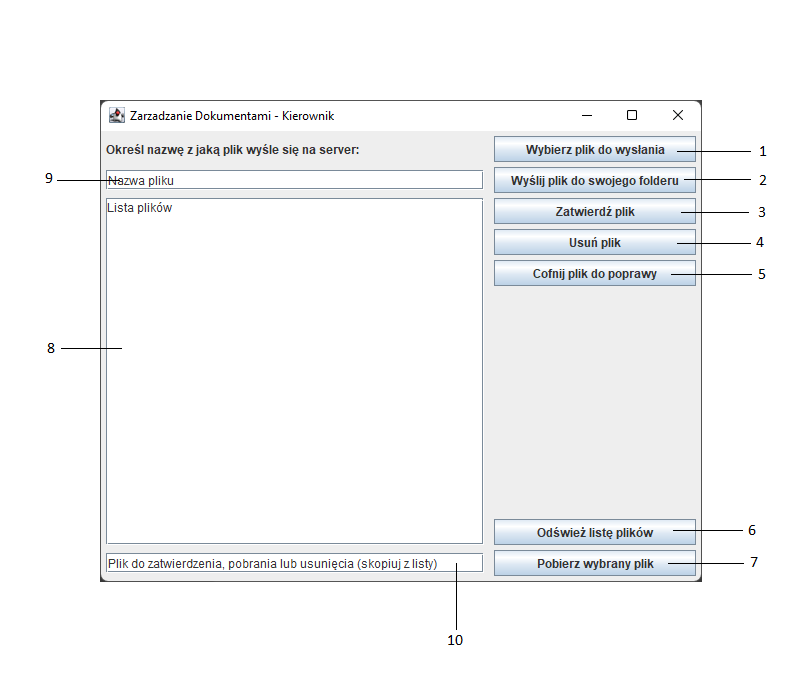 Zarzadzanie Dokumentami - Kierownik
Określ nazwę z jaką plik wyśle się na server:
Wybierz plik do wysłania
1
9
Nazwa pliku
Wyślij plik do swojego folderu
2
Lista plików
Zatwierdź plik
3
Usuń plik
4
Cofnij plik do poprawy
5
8
Odśwież listę plików
6
Plik do zatwierdzenia, pobrania lub usunięcia (skopiuj z listy)
Pobierz wybrany plik
7
10